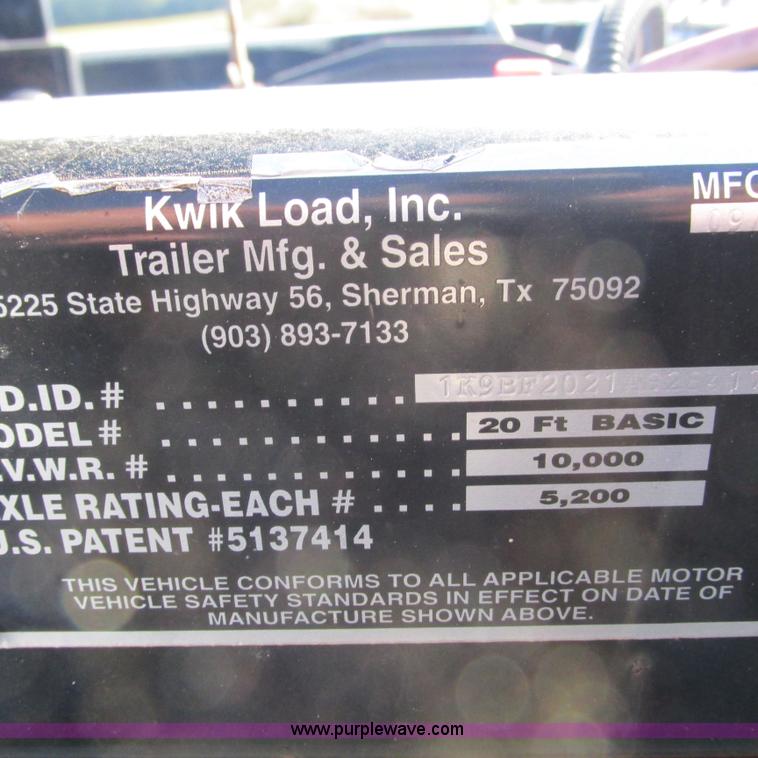 Kwik Load, Inc.
MFG
09
Trailer Mfg. & Sales
5225 State Highway 56, Sherman, Tx 75092
(903) 893-7133
D.ID. # . . . . . . . . . .
ODEL # . . . . . . . . . . . . 20 Ft BASIC
.V.W.R. # . . . . . . . . . . . . 10,000
XLE RATING-EACH # . . . . 5,200
U.S. PATENT #5137414
THIS VEHICLE CONFORMS TO ALL APPLICABLE MOTOR
VEHICLE SAFETY STANDARDS IN EFFECT ON DATE OF
MANUFACTURE SHOWN ABOVE.
www.purplewave.com